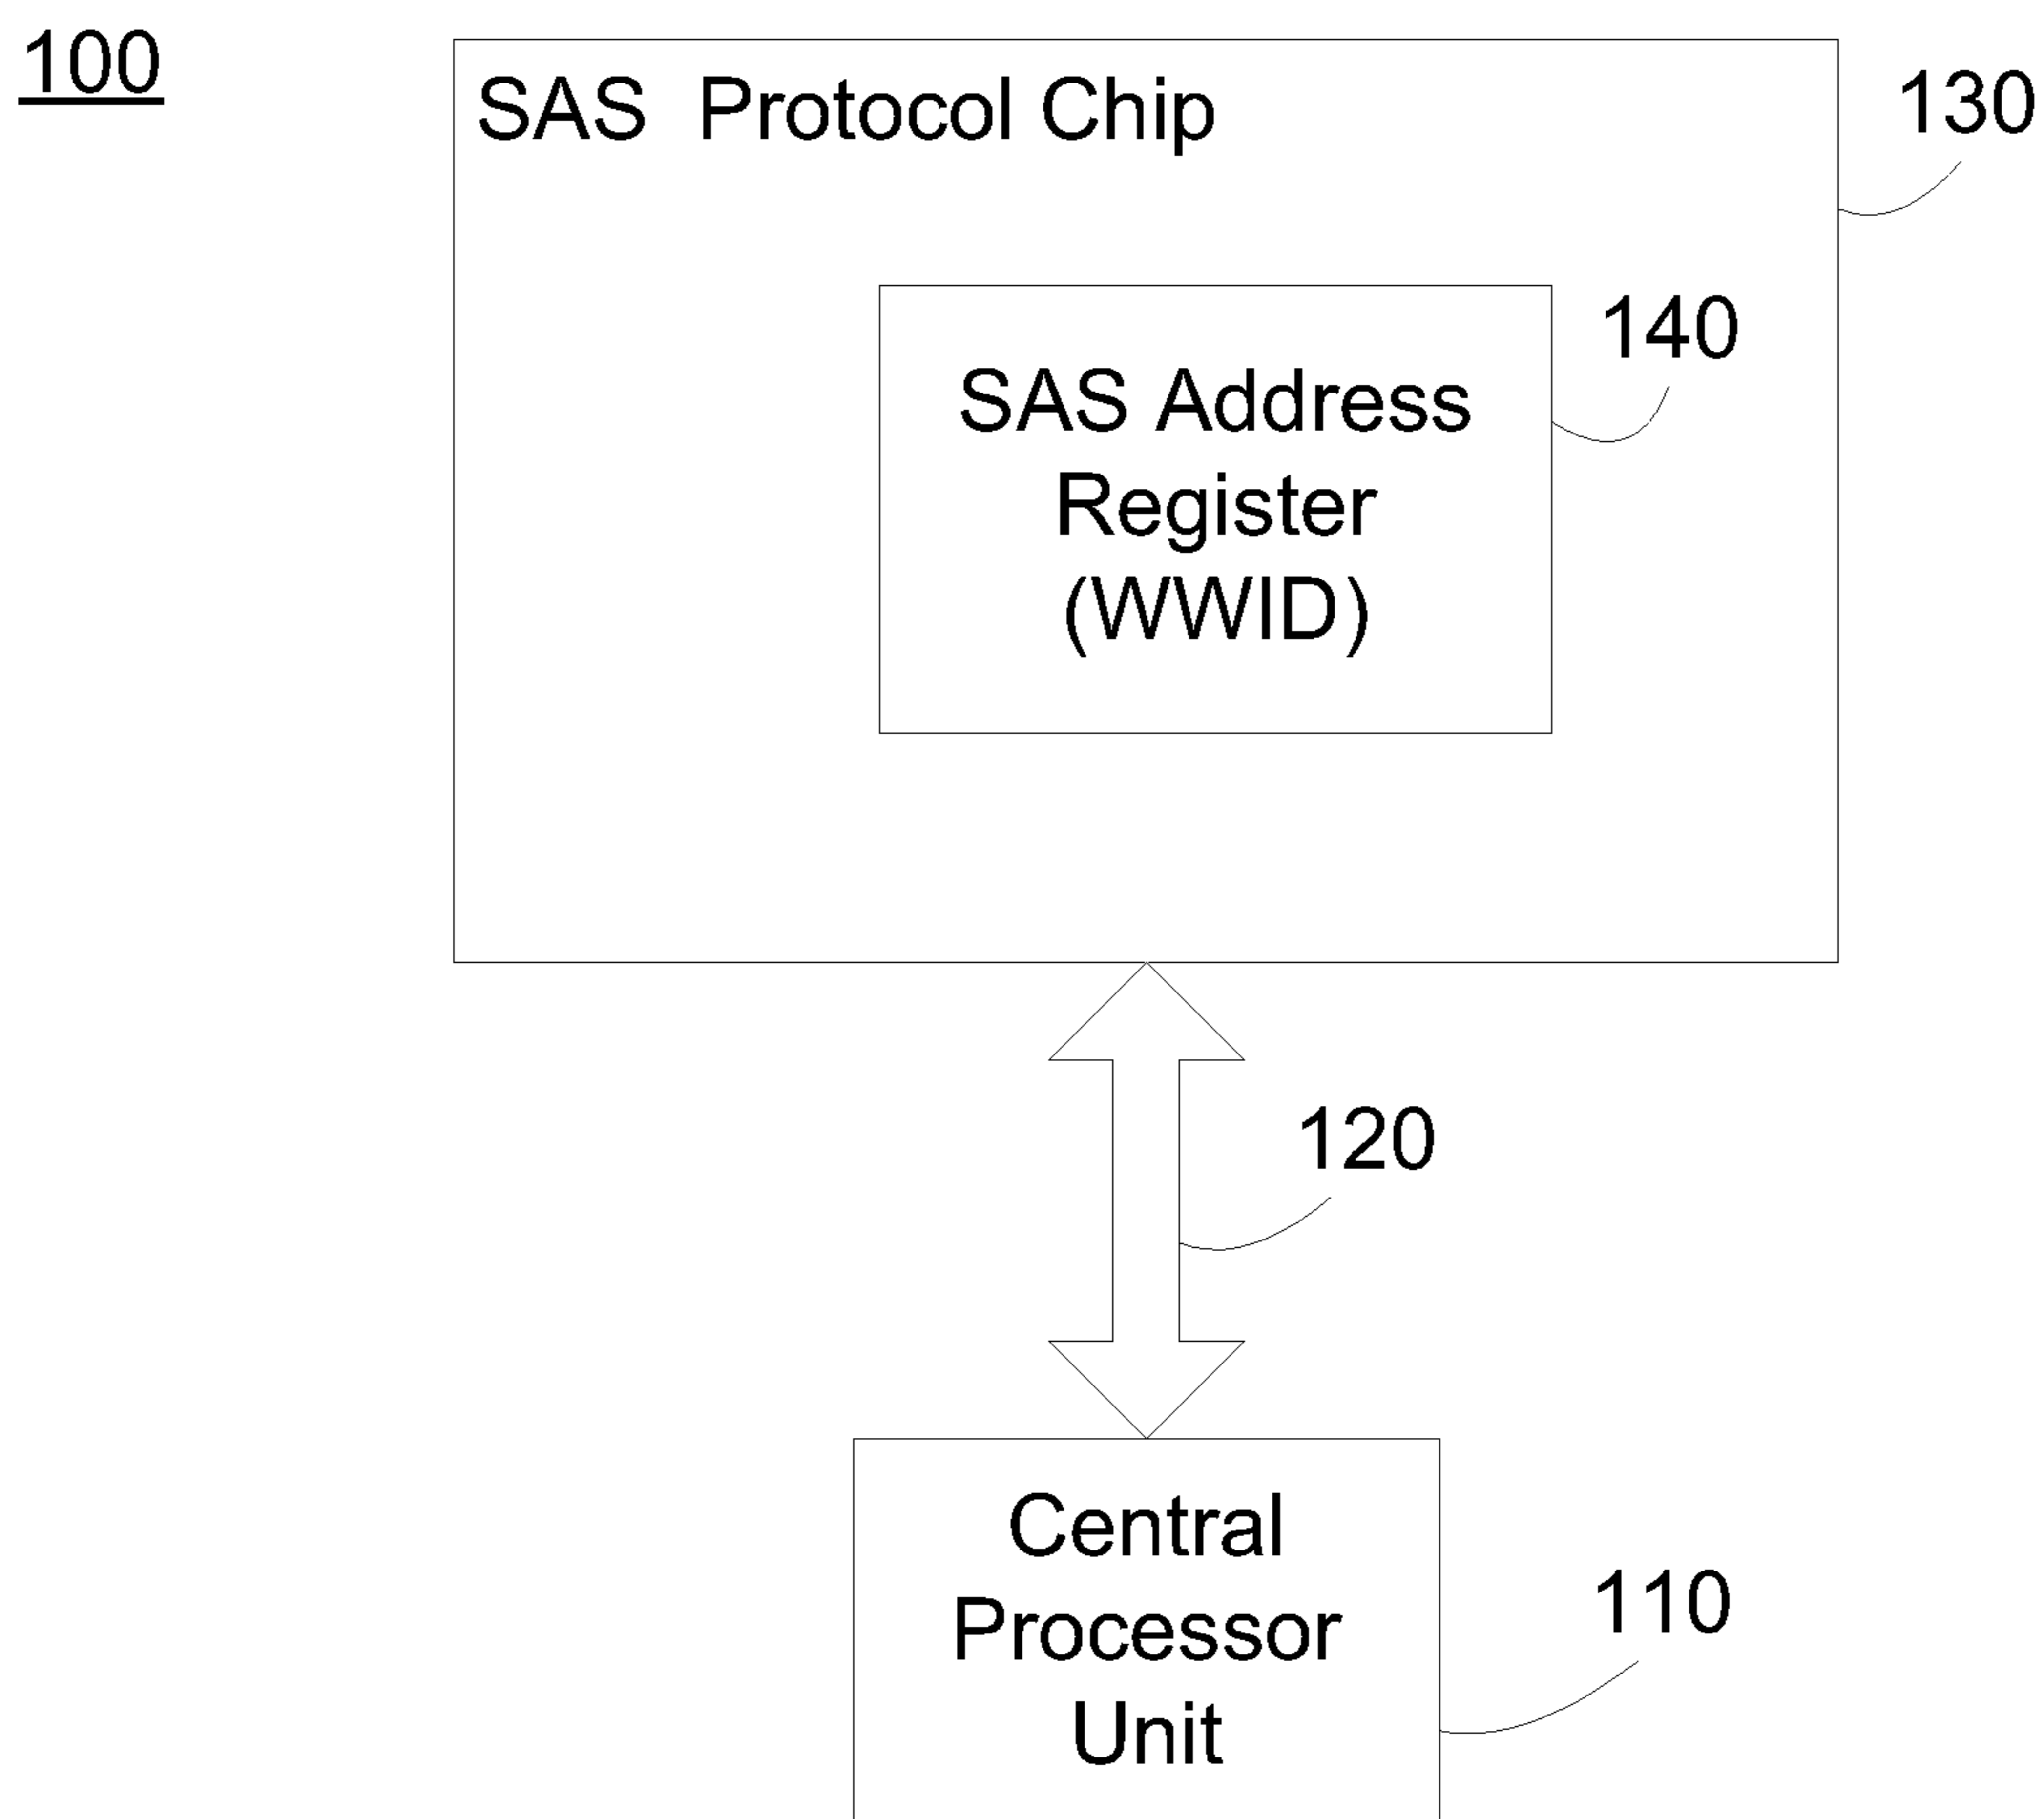 100
SAS  Protocol Chip
130
140
SAS Address
Register
(WWID)
120
Central
Processor
Unit
110